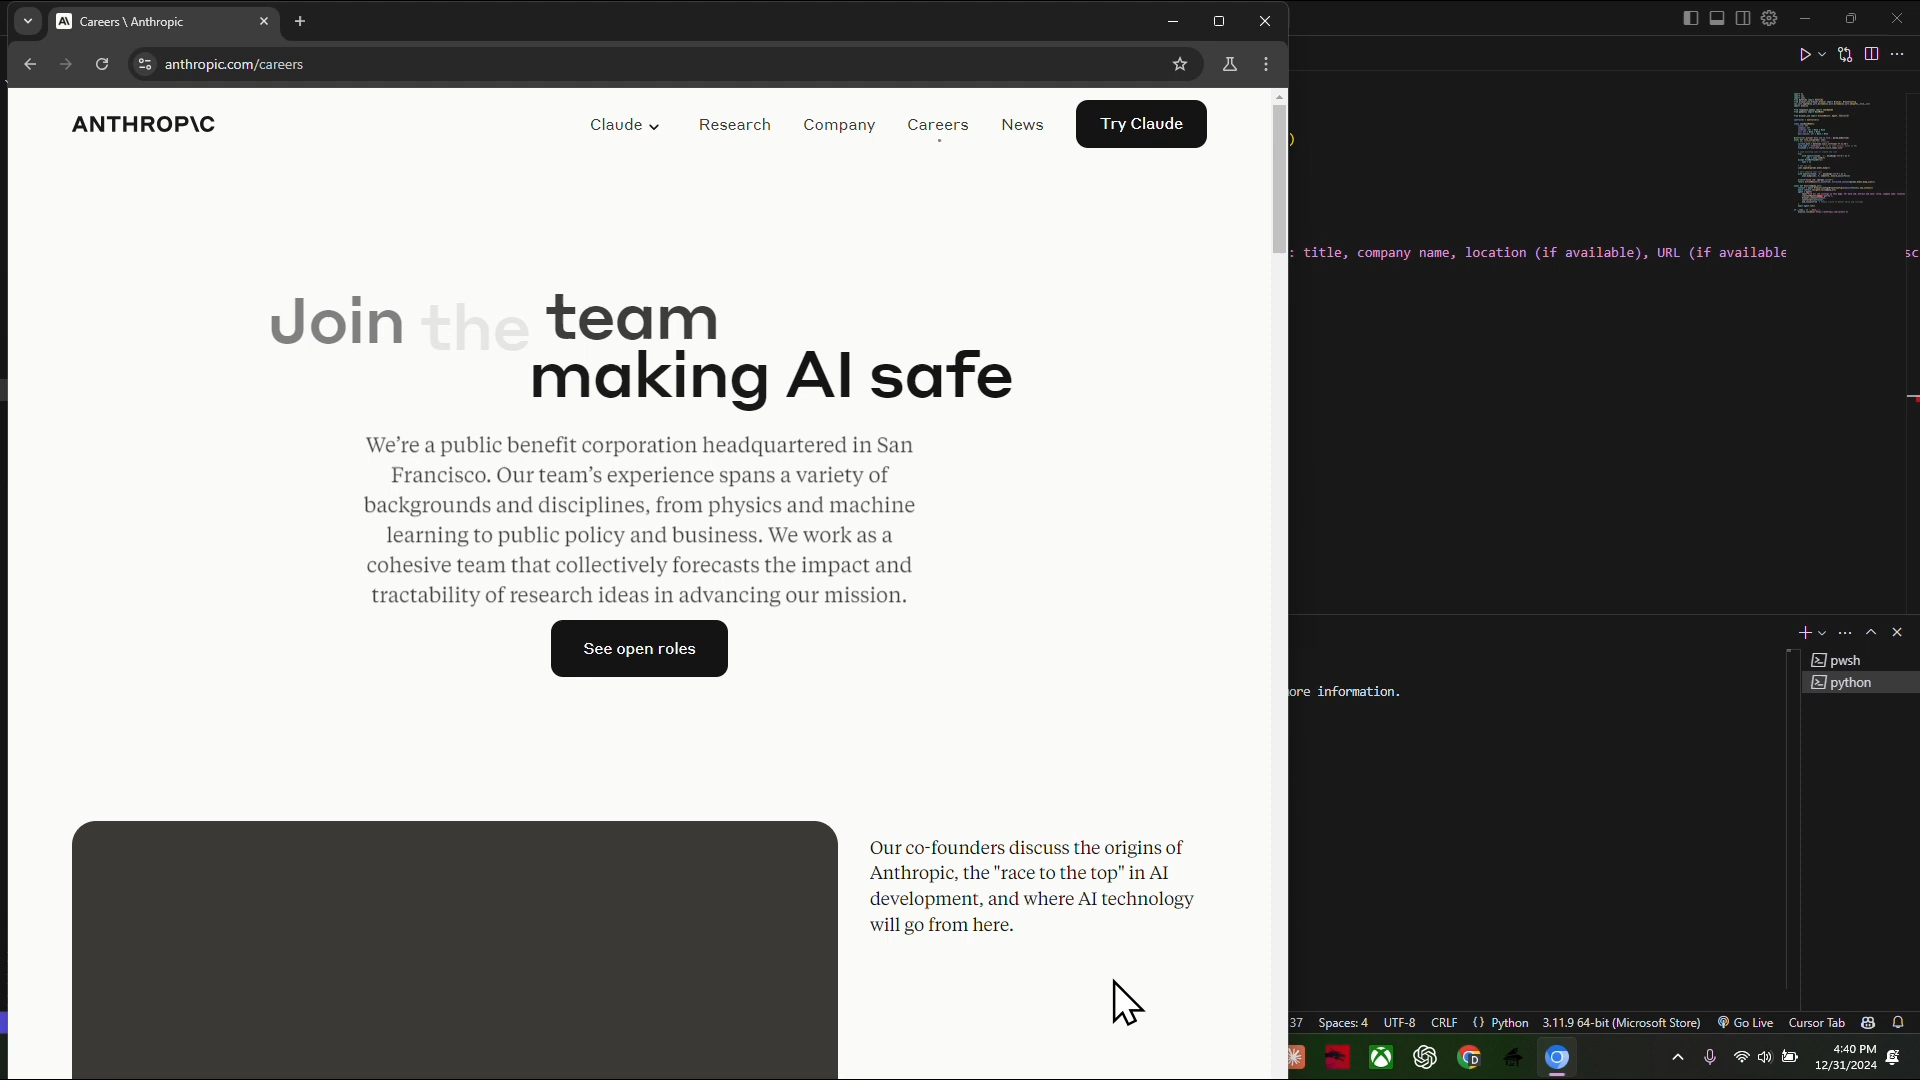 Careers \ Anthropic
anthropic.com/careers
ANTHROP\C
Claude
Research
Company
Careers
News
Try Claude
Join the team
making AI safe
We're a public benefit corporation headquartered in San
Francisco. Our team's experience spans a variety of
backgrounds and disciplines, from physics and machine
learning to public policy and business. We work as a
cohesive team that collectively forecasts the impact and
tractability of research ideas in advancing our mission.
See open roles
Our co-founders discuss the origins of
Anthropic, the "race to the top" in AI
development, and where AI technology
will go from here.
)
: title, company name, location (if available), URL (if available
sc
pwsh
python
ore information.
37 Spaces: 4 UTF-8 CRLF {} Python 3.11.9 64-bit (Microsoft Store) Go Live Cursor Tab
D
4:40 PM
12/31/2024